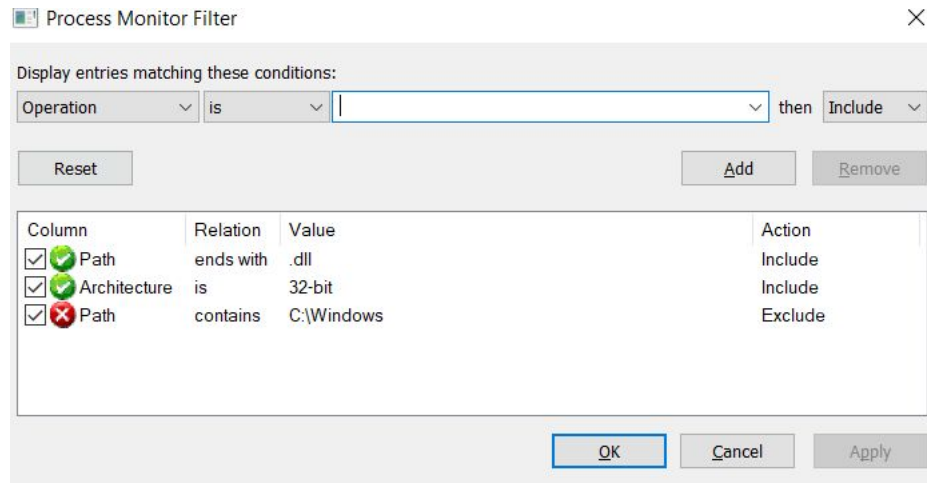 Process Monitor Filter
Display entries matching these conditions:
Operation is then Include
Reset Add Remove
Column Relation Value Action
Path ends with .dll Include
Architecture is 32-bit Include
Path contains C:\Windows Exclude
OK Cancel Apply